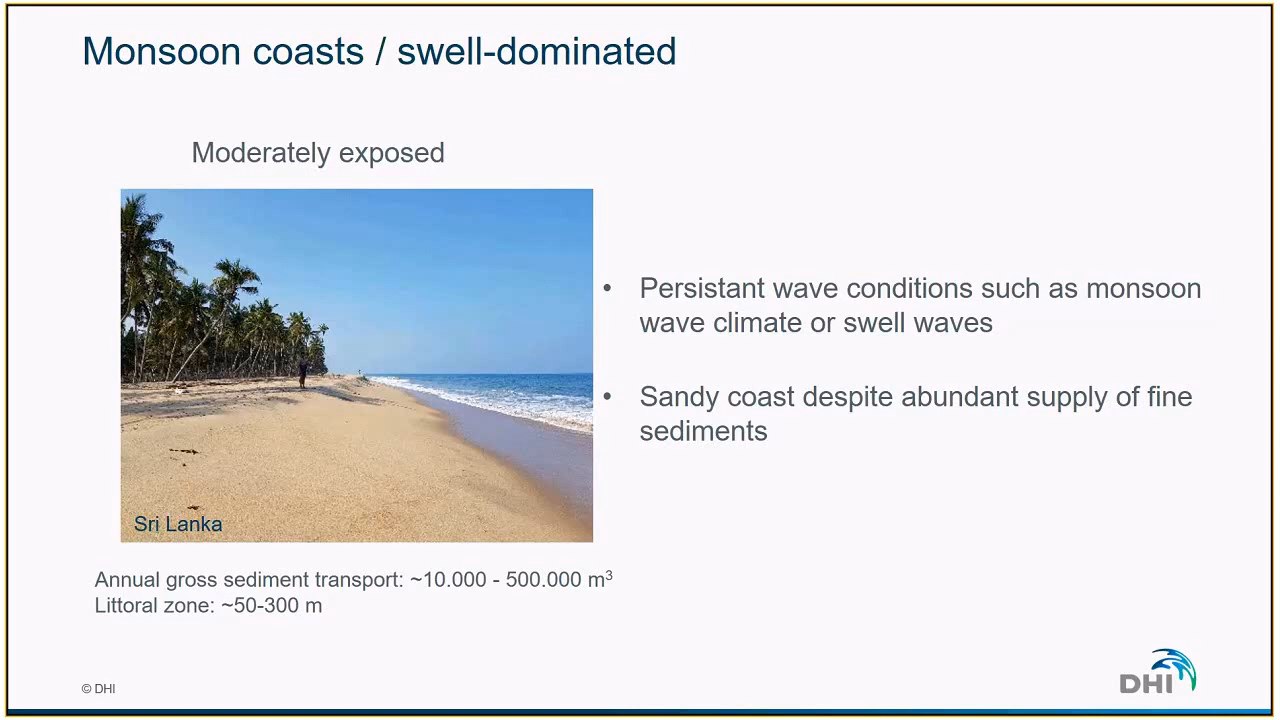 Monsoon coasts / swell-dominated
Moderately exposed
Sri Lanka
Annual gross sediment transport: ~10.000 - 500.000 m³
Littoral zone: ~50-300 m
• Persistant wave conditions such as monsoon
wave climate or swell waves
• Sandy coast despite abundant supply of fine
sediments
© DHI
DHI